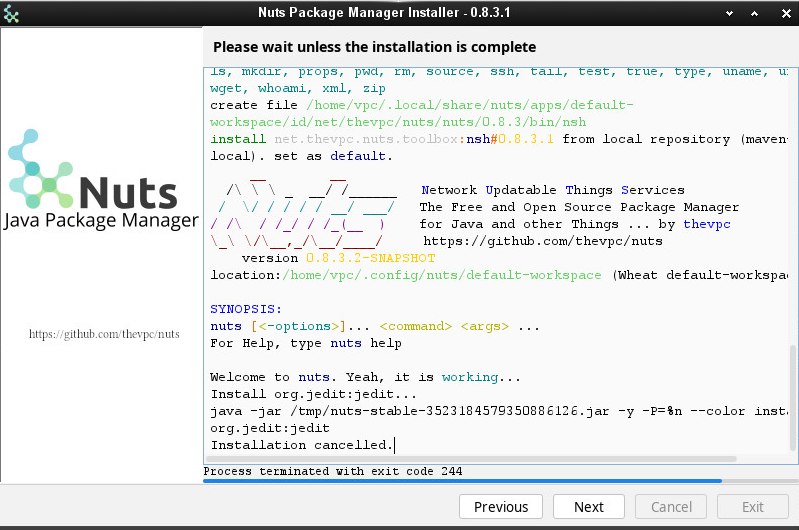 Nuts Package Manager Installer - 0.8.3.1
Please wait unless the installation is complete
ls, mkdir, props, pwd, rm, source, ssh, tail, test, true, type, uname,
wget, whoami, xml, zip
create file /home/vpc/.local/share/nuts/apps/default-
workspace/id/net/thevpc/nuts/nuts/0.8.3/bin/nsh
install net.thevpc.nuts.toolbox:nsh#0.8.3.1 from local repository (maven-
local). set as default.
Network Updatable Things Services
The Free and Open Source Package Manager
for Java and other Things ... by thevpc
https://github.com/thevpc/nuts
version 0.8.3.2-SNAPSHOT
location:/home/vpc/.config/nuts/default-workspace (Wheat default-workspa
SYNOPSIS:
nuts [<-options>]... <command> <args> ...
For Help, type nuts help
Welcome to nuts. Yeah, it is working...
Install org.jedit:jedit...
java -jar /tmp/nuts-stable-3523184579350886126.jar -y -P=%n --color inst
org.jedit:jedit
Installation cancelled.
Process terminated with exit code 244
Nuts
Java Package Manager
https://github.com/thevpc/nuts
Previous
Next
Cancel
Exit